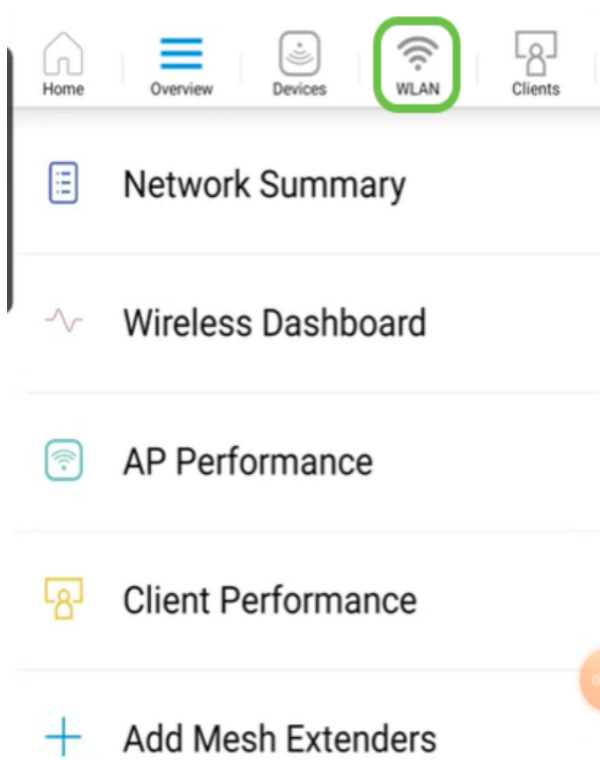 Home Overview Devices WLAN Clients
Network Summary
Wireless Dashboard
AP Performance
Client Performance
Add Mesh Extenders